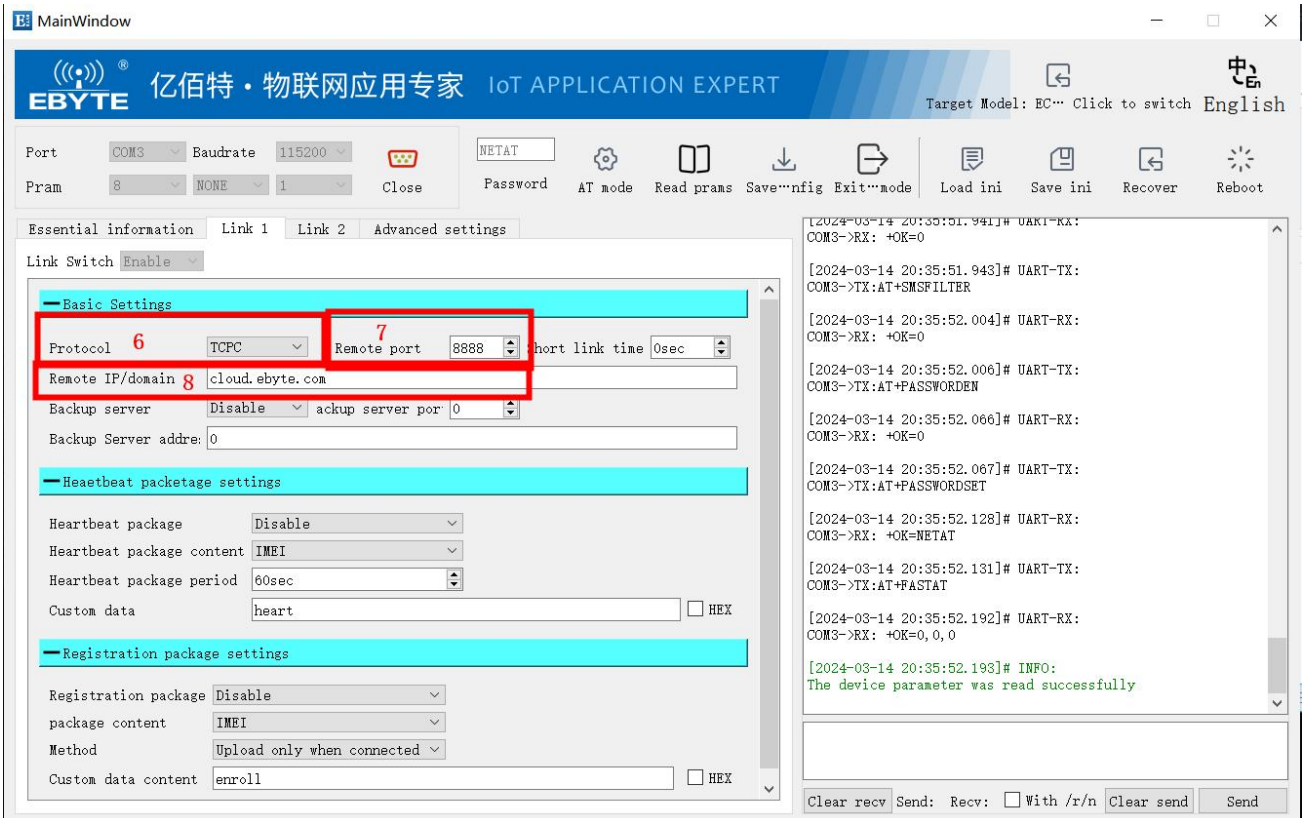 E MainWindow
((•)) ®
EBYTE 亿佰特·物联网应用专家 IoT APPLICATION EXPERT
中 En
Target Model: EC… Click to switch English
Port COM3 Baudrate 115200 NETAT
Pram 8 NONE 1 Close Password AT mode Read prams Save…nfig Exit…mode Load ini Save ini Recover Reboot
Essential information Link 1 Link 2 Advanced settings
Link Switch Enable
Basic Settings
Protocol 6 TCPC 7 Remote port 8888 hort link time 0sec
Remote IP/domain 8 cloud.ebyte.com
Backup server Disable ackup server por 0
Backup Server addre: 0
Heaetbeat packetage settings
Heartbeat package Disable
Heartbeat package content IMEI
Heartbeat package period 60sec
Custom data heart HEX
Registration package settings
Registration package Disable
package content IMEI
Method Upload only when connected
Custom data content enroll HEX
[2024-03-14 20:35:51.941]# UART-RX:
COM3->RX: +OK=0
[2024-03-14 20:35:51.943]# UART-TX:
COM3->TX:AT+SMSFILTER
[2024-03-14 20:35:52.004]# UART-RX:
COM3->RX: +OK=0
[2024-03-14 20:35:52.006]# UART-TX:
COM3->TX:AT+PASSWORDEN
[2024-03-14 20:35:52.066]# UART-RX:
COM3->RX: +OK=0
[2024-03-14 20:35:52.067]# UART-TX:
COM3->TX:AT+PASSWORDSET
[2024-03-14 20:35:52.128]# UART-RX:
COM3->RX: +OK=NETAT
[2024-03-14 20:35:52.131]# UART-TX:
COM3->TX:AT+FASTAT
[2024-03-14 20:35:52.192]# UART-RX:
COM3->RX: +OK=0,0,0
[2024-03-14 20:35:52.193]# INFO:
The device parameter was read successfully
Clear recv Send: Recv: With /r/n Clear send Send